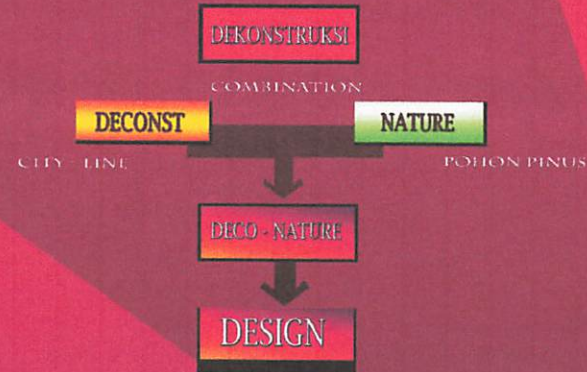 DEKONSTRUKSI
COMBINATION
DECONST
NATURE
CITY - LINE
POHON PINUS
DECO - NATURE
DESIGN